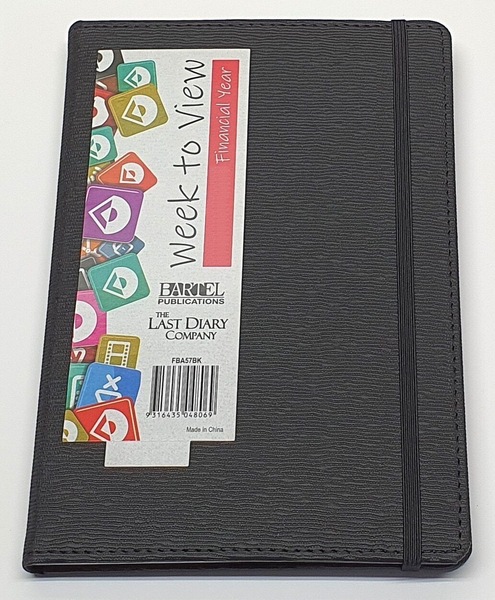 Week to View
Financial Year
BARTEL
PUBLICATIONS
THE
LAST DIARY
COMPANY
FBA57BK
9 316435 048069
Made in China